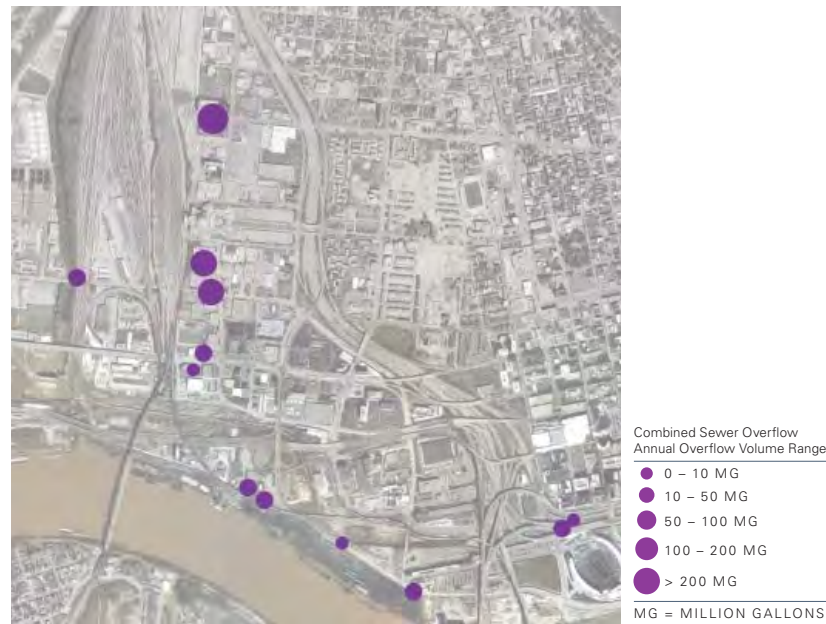 Combined Sewer Overflow
Annual Overflow Volume Range
0 – 10 MG
10 – 50 MG
50 – 100 MG
100 – 200 MG
> 200 MG
MG = MILLION GALLONS